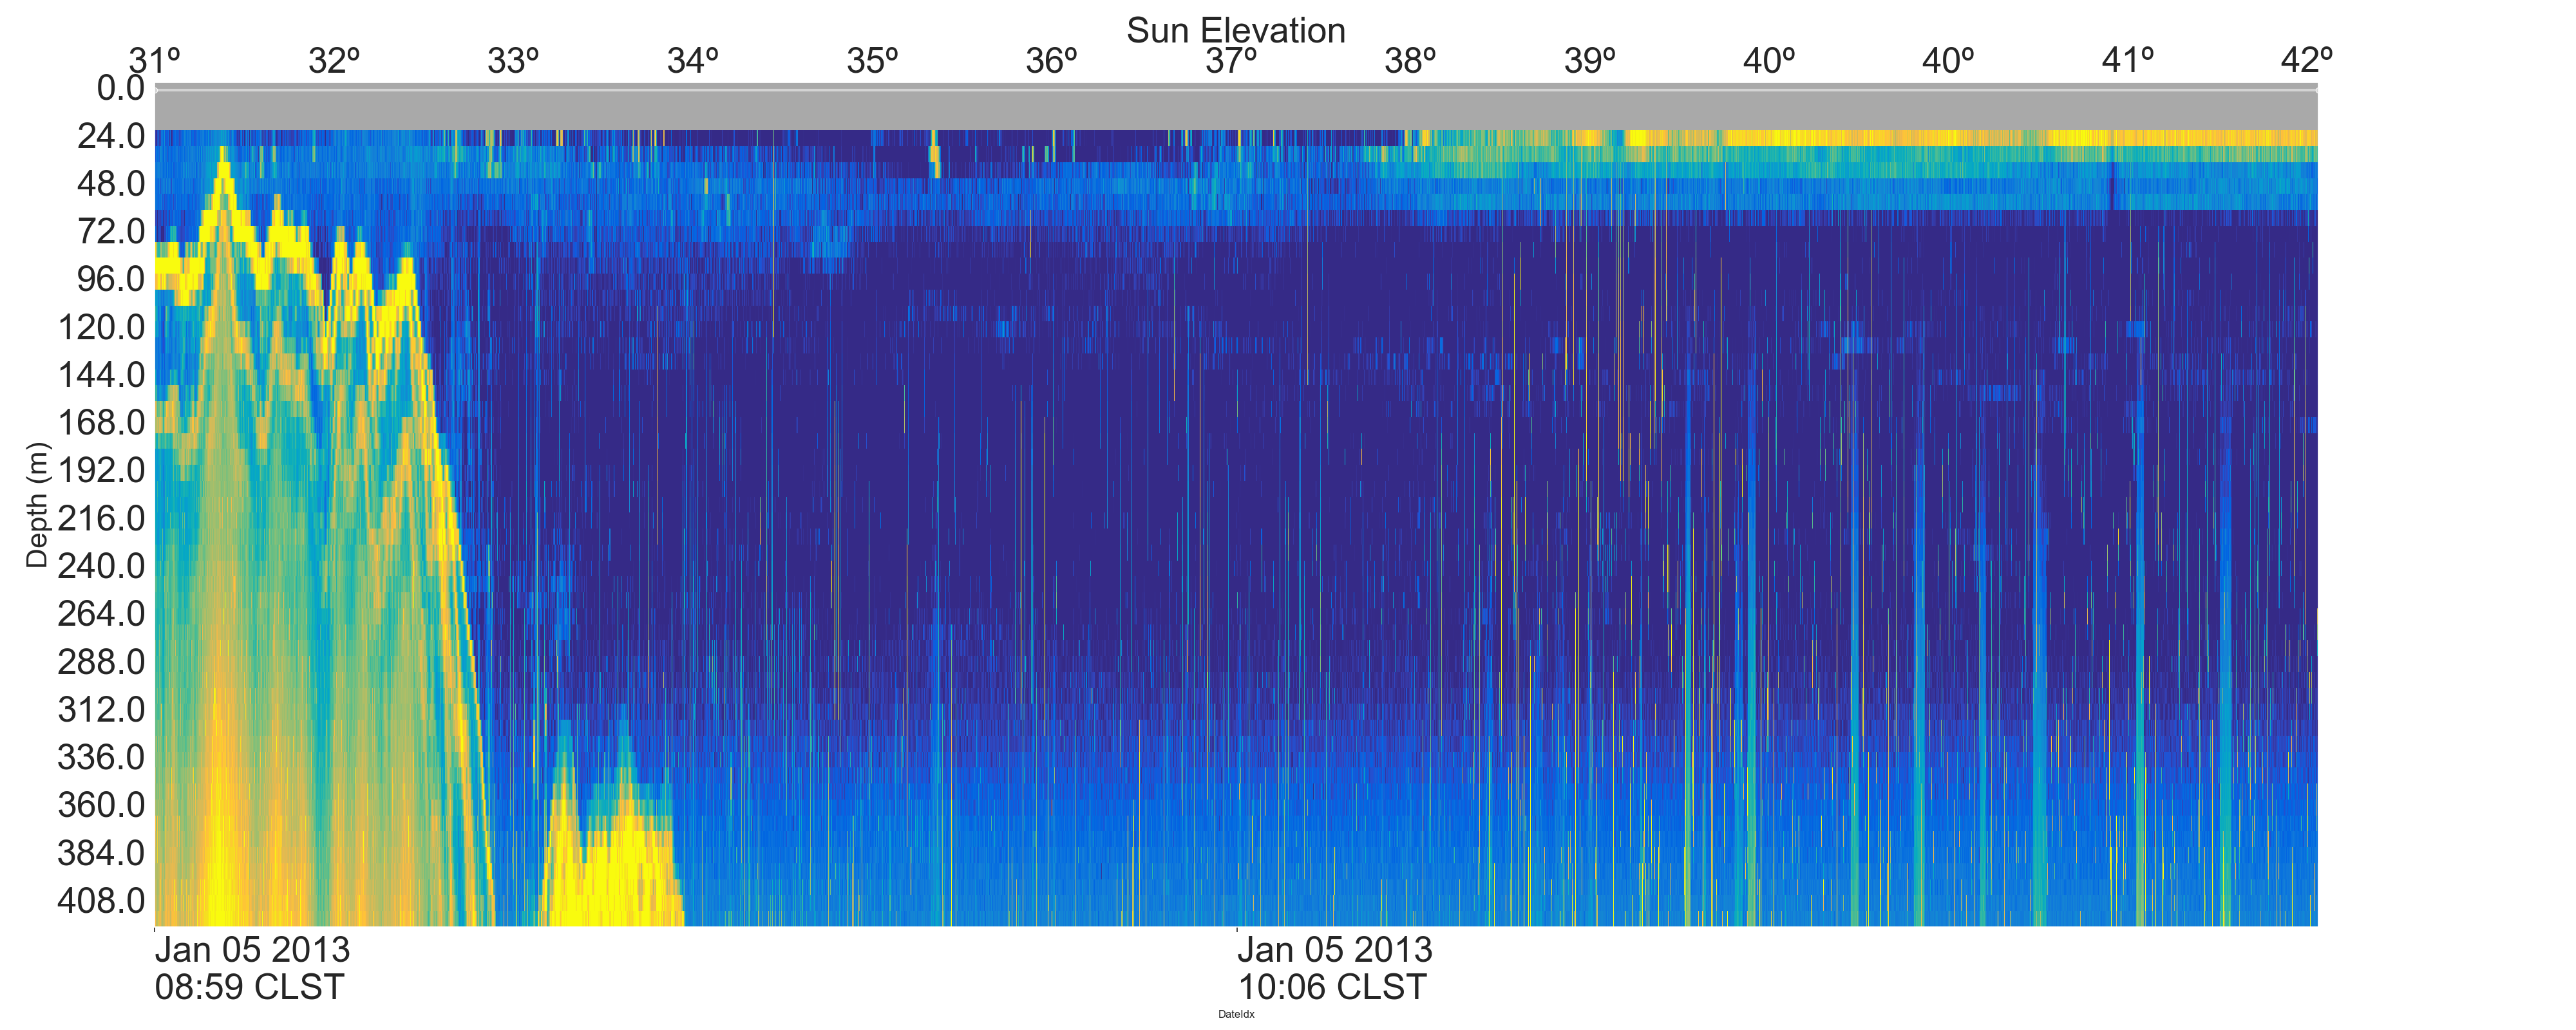 Sun Elevation
31º 32º 33º 34º 35º 36º 37º 38º 39º 40º 40º 41º 42º
0.0
24.0
48.0
72.0
96.0
120.0
144.0
168.0
192.0
216.0
240.0
264.0
288.0
312.0
336.0
360.0
384.0
408.0
Depth (m)
Jan 05 2013
08:59 CLST
Jan 05 2013
10:06 CLST
DateIdx